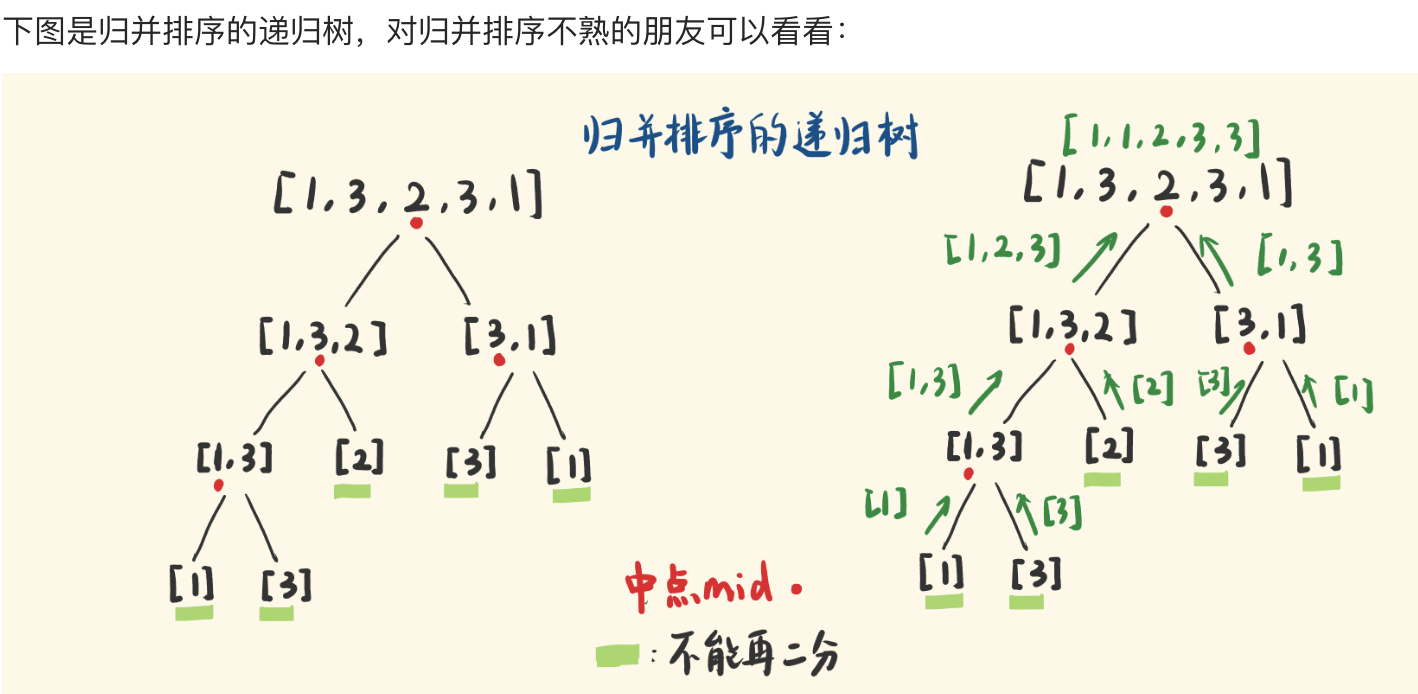 下图是归并排序的递归树，对归并排序不熟的朋友可以看看：
归并排序的递归树
[1,3,2,3,1]
[1,3,2] [3,1]
[1,3] [2] [3] [1]
[1] [3]
[1,1,2,3,3]
[1,3,2,3,1]
[1,2,3] [1,3]
[1,3,2] [3,1]
[1,3] [2] [3] [1]
[1,3] [2] [3] [1]
[1] [3]
[1] [3]
中点mid
：不能再二分